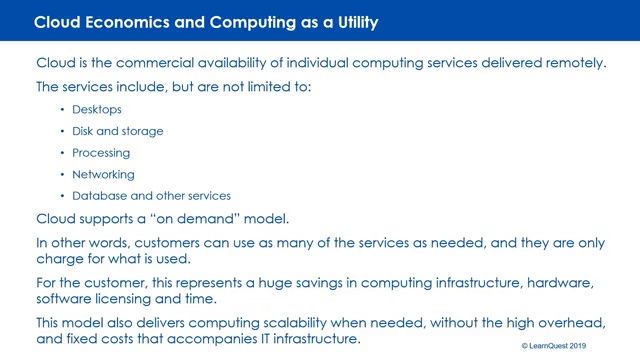 Cloud Economics and Computing as a Utility
Cloud is the commercial availability of individual computing services delivered remotely.
The services include, but are not limited to:
• Desktops
• Disk and storage
• Processing
• Networking
• Database and other services
Cloud supports a “on demand” model.
In other words, customers can use as many of the services as needed, and they are only
charge for what is used.
For the customer, this represents a huge savings in computing infrastructure, hardware,
software licensing and time.
This model also delivers computing scalability when needed, without the high overhead,
and fixed costs that accompanies IT infrastructure.
© LearnQuest 2019